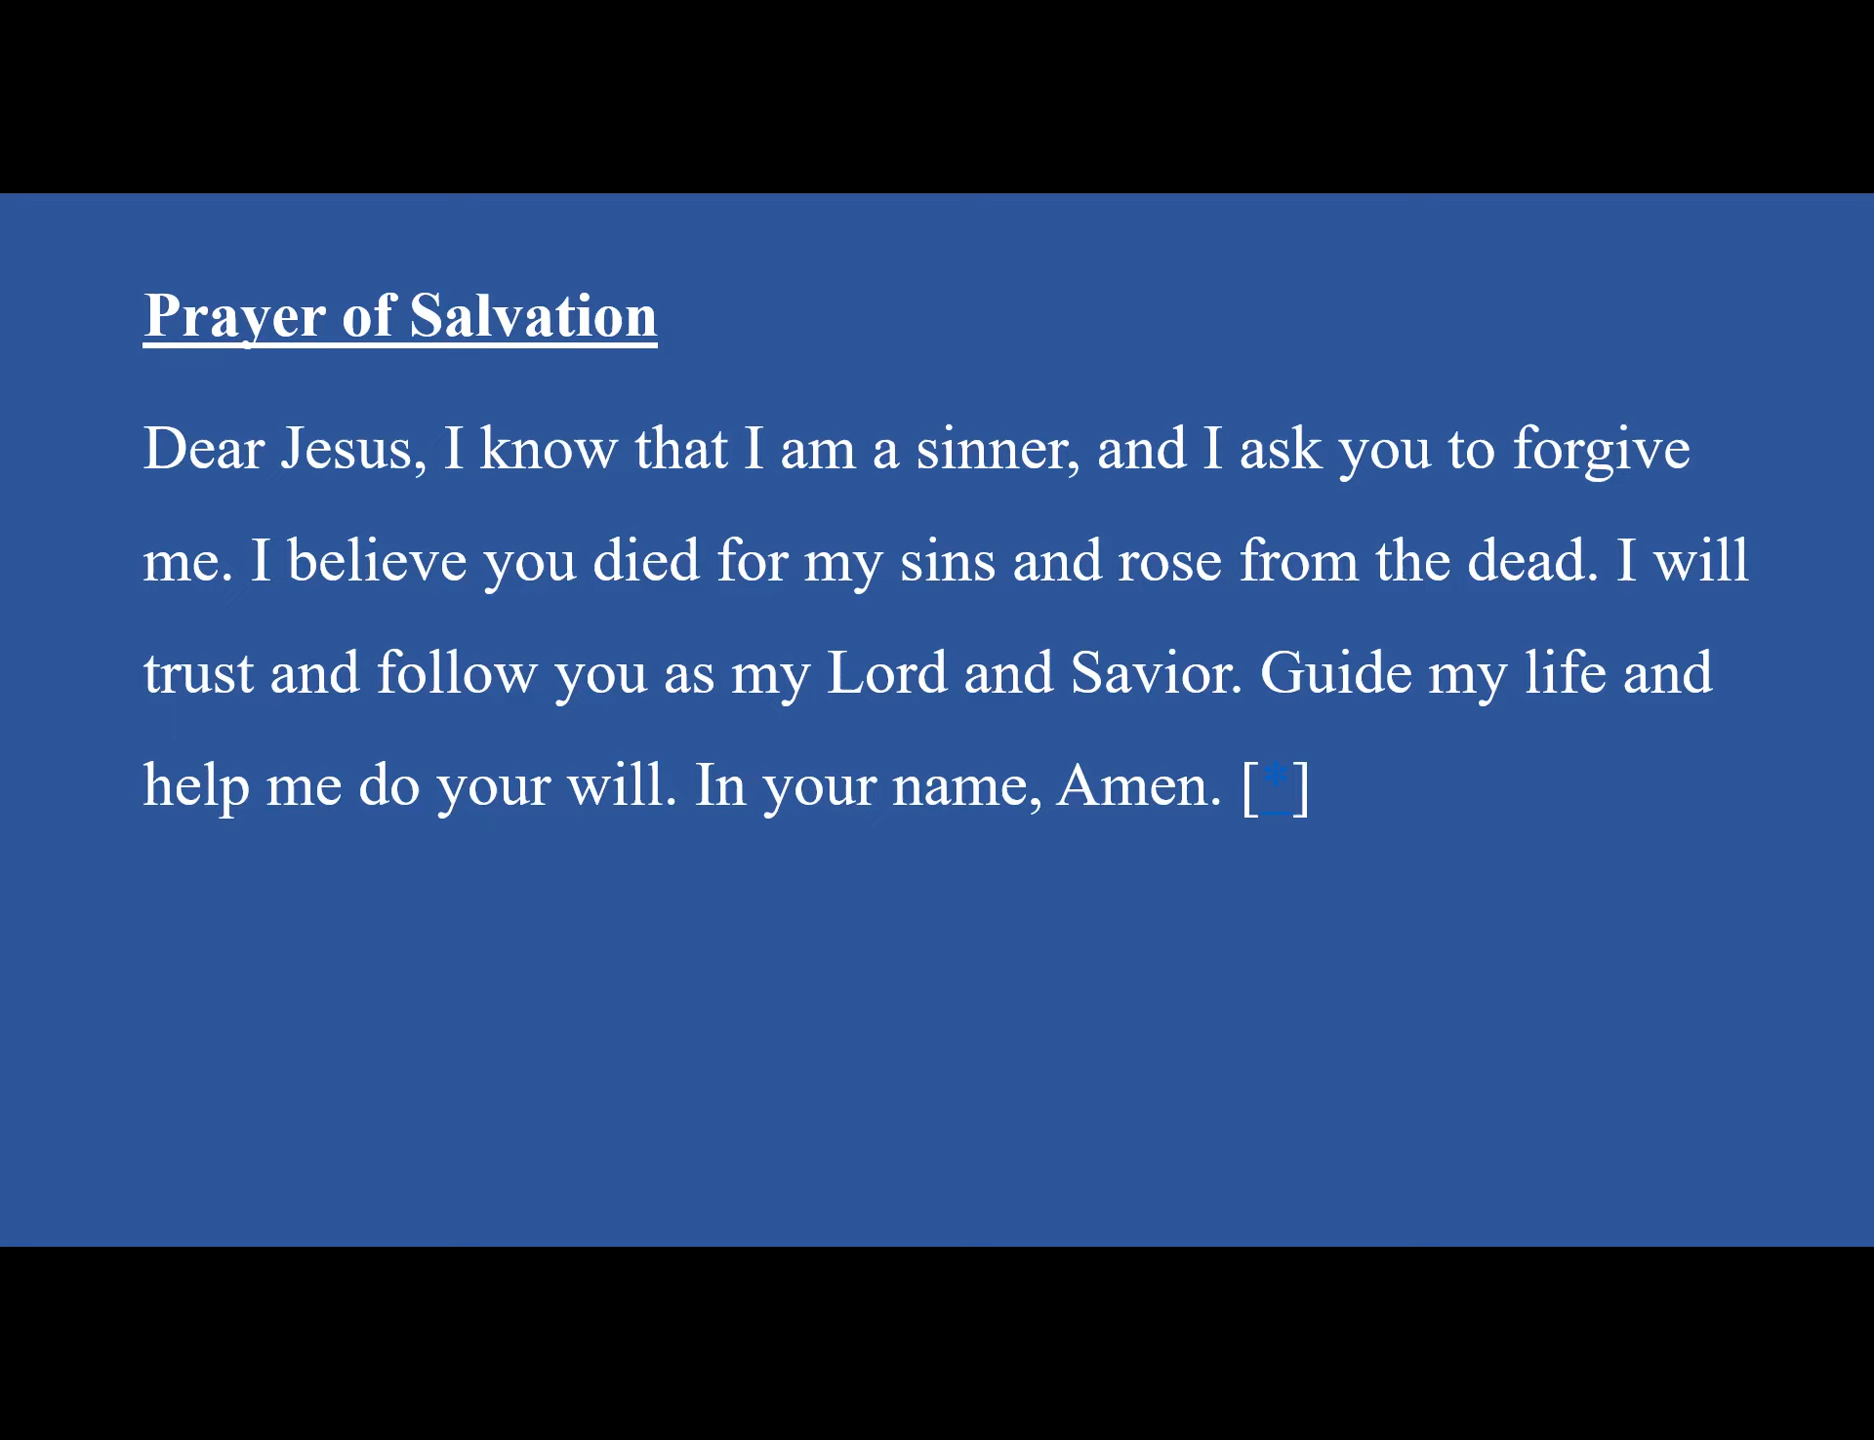 Prayer of Salvation
Dear Jesus, I know that I am a sinner, and I ask you to forgive
me. I believe you died for my sins and rose from the dead. I will
trust and follow you as my Lord and Savior. Guide my life and
help me do your will. In your name, Amen. [*]